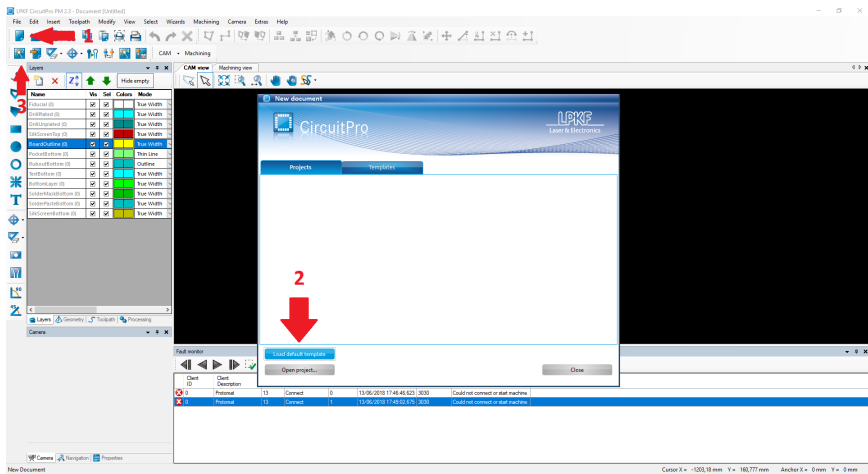 LPKF CircuitPro PM 2.3 - Document [Untitled]
File Edit Insert Toolpath Modify View Select Wizards Machining Camera Extras Help
1
CAM • Machining
3
Layers
Hide empty
Name Vis Sel Colors Mode
Fiducial (0) True Width
DrillPlated (0) True Width
DrillUnplated (0) True Width
SilkScreenTop (0) True Width
BoardOutline (0) True Width
PocketBottom (0) Thin Line
RuboutBottom (0) Outline
TextBottom (0) True Width
BottomLayer (0) True Width
SolderMaskBottom (0) True Width
SolderPasteBottom (0) True Width
SilkScreenBottom (0) True Width
Layers Geometry Toolpath Processing
Camera
Camera Navigation Properties
CAM view Machining view
New document
CircuitPro
LPKF
Laser & Electronics
Projects Templates
2
Load default template
Open project... Close
Fault monitor
Client ID Client Description
0 Protomat 13 Connect 0 13/06/2018 17:46:46,623 3030 Could not connect or start machine
0 Protomat 13 Connect 1 13/06/2018 17:49:02,675 3030 Could not connect or start machine
New Document Cursor X = -1203,18 mm Y = 160,777 mm Anchor X = 0 mm Y = 0 mm